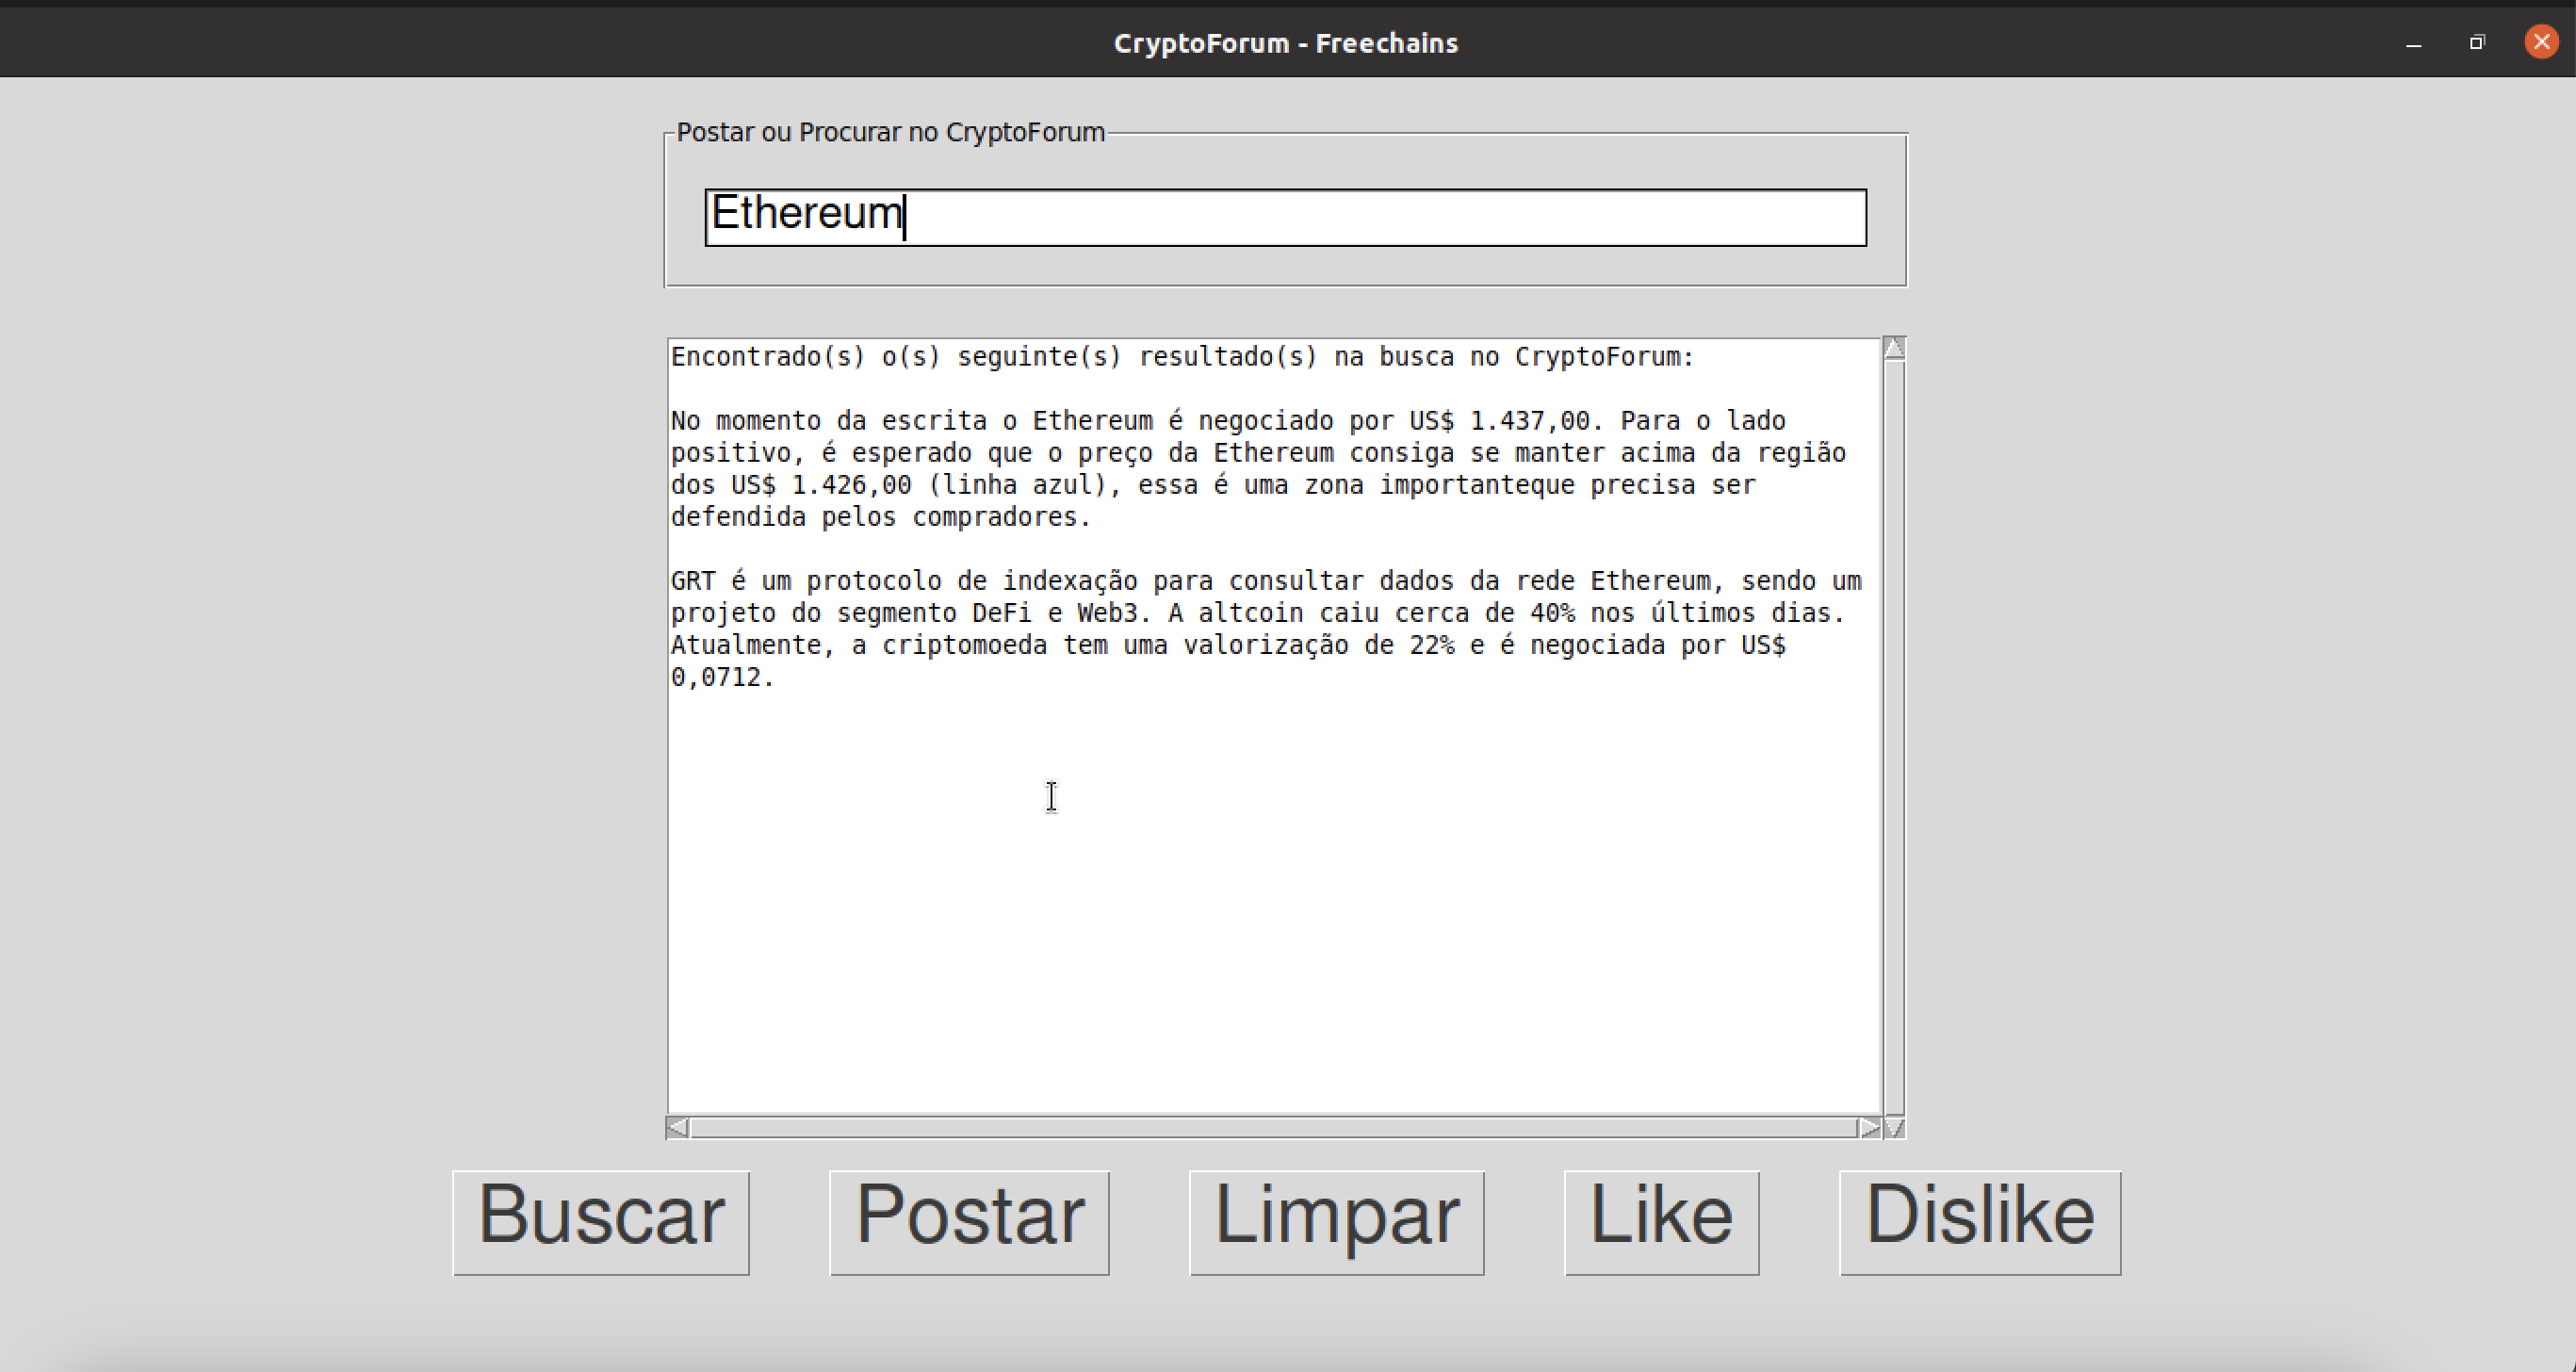 CryptoForum - Freechains
Postar ou Procurar no CryptoForum
Ethereum
Encontrado(s) o(s) seguinte(s) resultado(s) na busca no CryptoForum:
No momento da escrita o Ethereum é negociado por US$ 1.437,00. Para o lado
positivo, é esperado que o preço da Ethereum consiga se manter acima da região
dos US$ 1.426,00 (linha azul), essa é uma zona importanteque precisa ser
defendida pelos compradores.
GRT é um protocolo de indexação para consultar dados da rede Ethereum, sendo um
projeto do segmento DeFi e Web3. A altcoin caiu cerca de 40% nos últimos dias.
Atualmente, a criptomoeda tem uma valorização de 22% e é negociada por US$
0,0712.
Buscar Postar Limpar Like Dislike